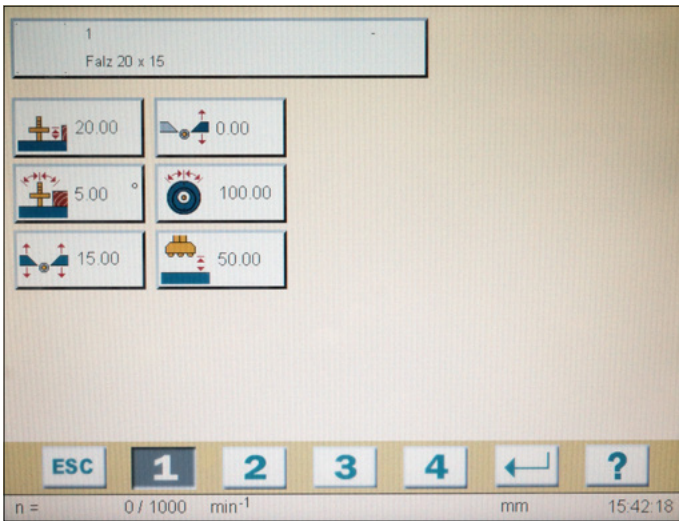 1 -
Falz 20 x 15
20.00 0.00
5.00 ° 100.00
15.00 50.00
ESC 1 2 3 4 ?
n = 0 / 1000 min-1 mm 15:42:18